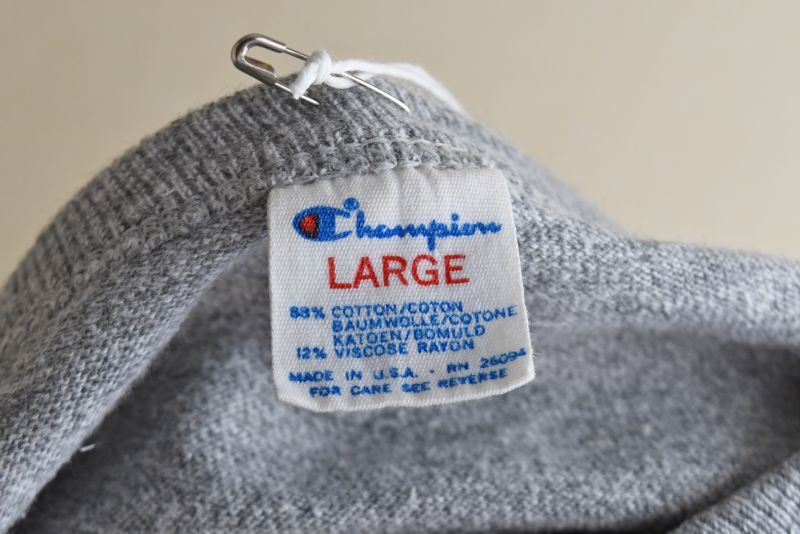 Champion
LARGE
88% COTTON/COTON
BAUMWOLLE/COTONE
KATOEN/BOMULD
12% VISCOSE RAYON
MADE IN U.S.A. - RN 26094
FOR CARE SEE REVERSE